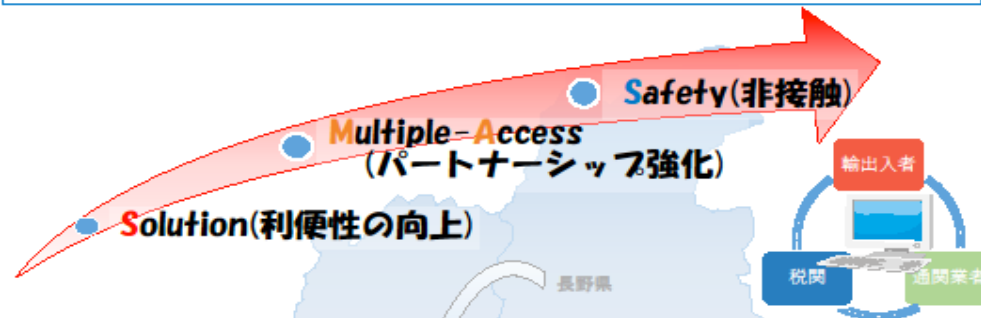 Safety(非接触)
Multiple-Access
(パートナーシップ強化)
輸出入者
Solution(利便性の向上)
税関
通関業者
長野県